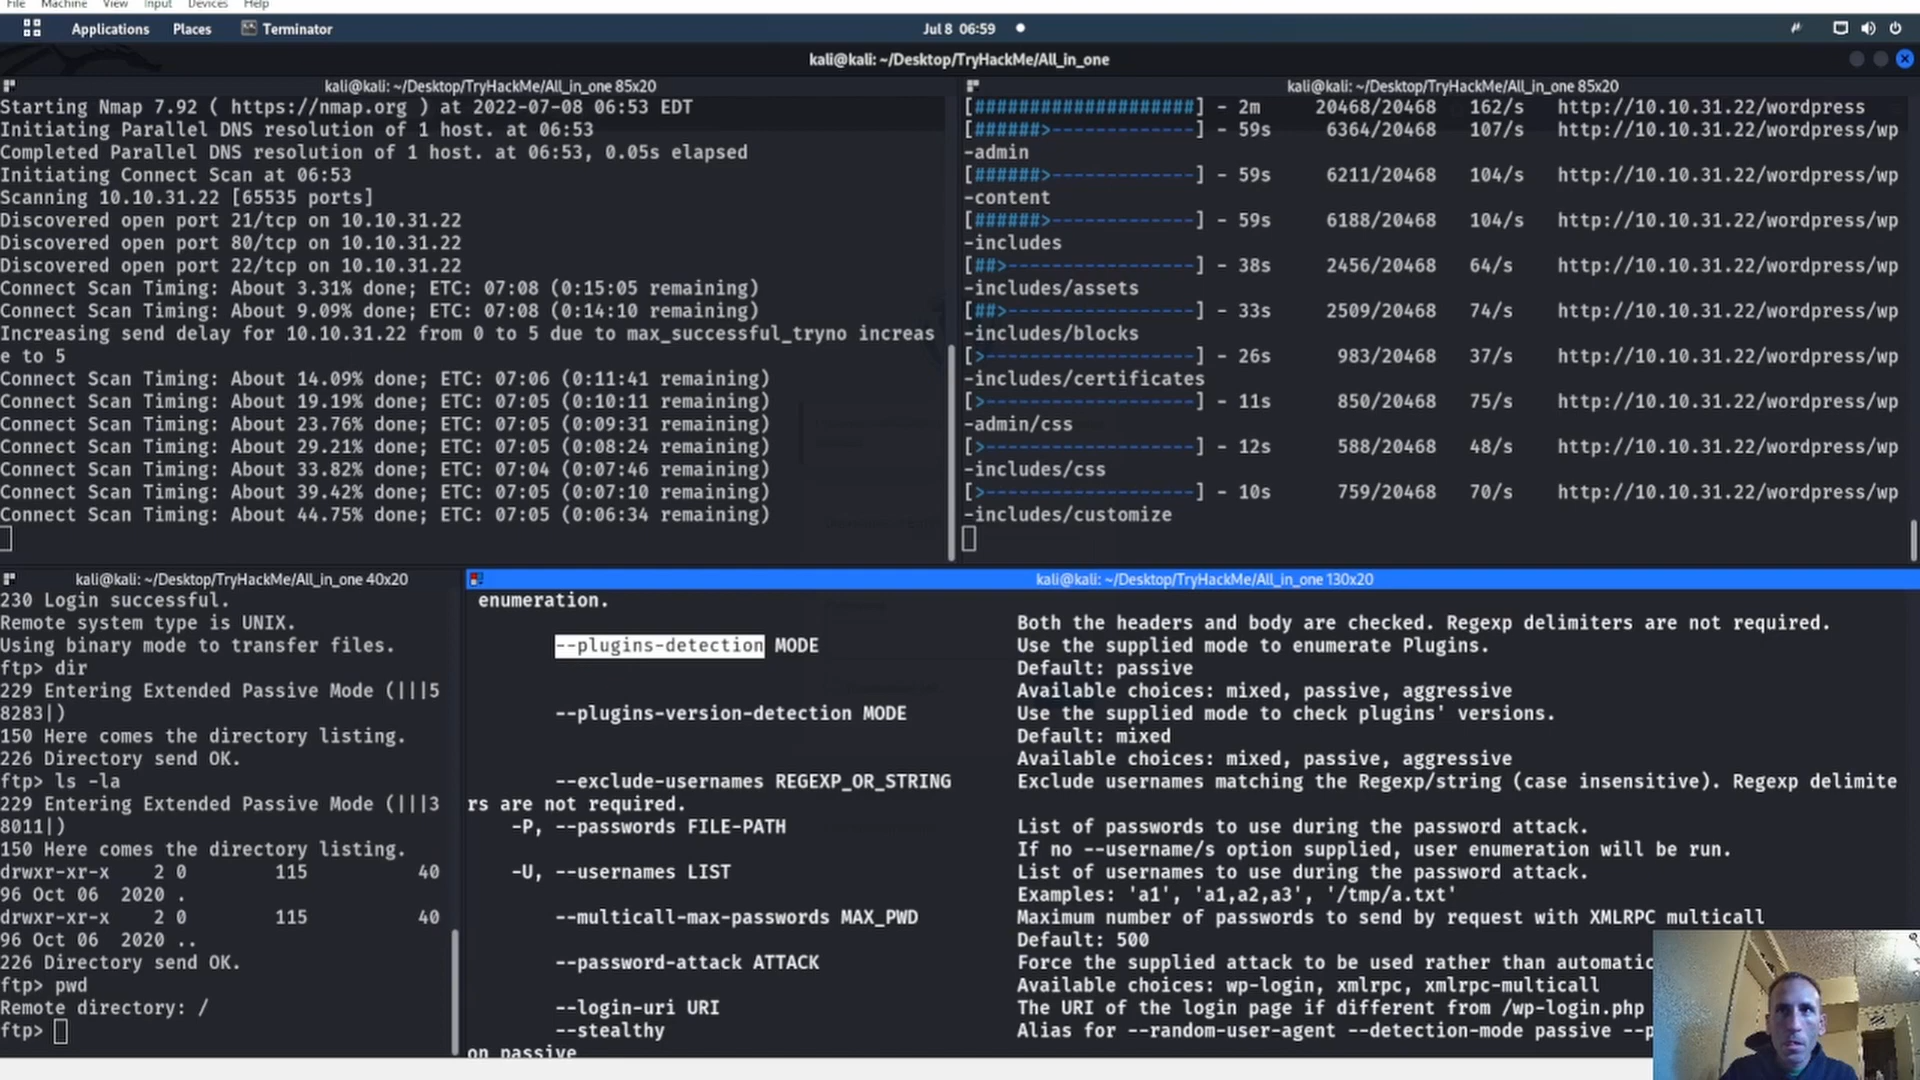 File Machine View Input Devices Help
Applications Places Terminator Jul 8 06:59
kali@kali: ~/Desktop/TryHackMe/All_in_one
kali@kali: ~/Desktop/TryHackMe/All_in_one 85x20
Starting Nmap 7.92 ( https://nmap.org ) at 2022-07-08 06:53 EDT
Initiating Parallel DNS resolution of 1 host. at 06:53
Completed Parallel DNS resolution of 1 host. at 06:53, 0.05s elapsed
Initiating Connect Scan at 06:53
Scanning 10.10.31.22 [65535 ports]
Discovered open port 21/tcp on 10.10.31.22
Discovered open port 80/tcp on 10.10.31.22
Discovered open port 22/tcp on 10.10.31.22
Connect Scan Timing: About 3.31% done; ETC: 07:08 (0:15:05 remaining)
Connect Scan Timing: About 9.09% done; ETC: 07:08 (0:14:10 remaining)
Increasing send delay for 10.10.31.22 from 0 to 5 due to max_successful_tryno increas
e to 5
Connect Scan Timing: About 14.09% done; ETC: 07:06 (0:11:41 remaining)
Connect Scan Timing: About 19.19% done; ETC: 07:05 (0:10:11 remaining)
Connect Scan Timing: About 23.76% done; ETC: 07:05 (0:09:31 remaining)
Connect Scan Timing: About 29.21% done; ETC: 07:05 (0:08:24 remaining)
Connect Scan Timing: About 33.82% done; ETC: 07:04 (0:07:46 remaining)
Connect Scan Timing: About 39.42% done; ETC: 07:05 (0:07:10 remaining)
Connect Scan Timing: About 44.75% done; ETC: 07:05 (0:06:34 remaining)
kali@kali: ~/Desktop/TryHackMe/All_in_one 85x20
[####################] - 2m 20468/20468 162/s http://10.10.31.22/wordpress
[######>-------------] - 59s 6364/20468 107/s http://10.10.31.22/wordpress/wp
-admin
[######>-------------] - 59s 6211/20468 104/s http://10.10.31.22/wordpress/wp
-content
[######>-------------] - 59s 6188/20468 104/s http://10.10.31.22/wordpress/wp
-includes
[##>-----------------] - 38s 2456/20468 64/s http://10.10.31.22/wordpress/wp
-includes/assets
[##>-----------------] - 33s 2509/20468 74/s http://10.10.31.22/wordpress/wp
-includes/blocks
[>-------------------] - 26s 983/20468 37/s http://10.10.31.22/wordpress/wp
-includes/certificates
[>-------------------] - 11s 850/20468 75/s http://10.10.31.22/wordpress/wp
-admin/css
[>-------------------] - 12s 588/20468 48/s http://10.10.31.22/wordpress/wp
-includes/css
[>-------------------] - 10s 759/20468 70/s http://10.10.31.22/wordpress/wp
-includes/customize
kali@kali: ~/Desktop/TryHackMe/All_in_one 40x20
230 Login successful.
Remote system type is UNIX.
Using binary mode to transfer files.
ftp> dir
229 Entering Extended Passive Mode (|||5
8283|)
150 Here comes the directory listing.
226 Directory send OK.
ftp> ls -la
229 Entering Extended Passive Mode (|||3
8011|)
150 Here comes the directory listing.
drwxr-xr-x 2 0 115 40
96 Oct 06 2020 .
drwxr-xr-x 2 0 115 40
96 Oct 06 2020 ..
226 Directory send OK.
ftp> pwd
Remote directory: /
ftp>
kali@kali: ~/Desktop/TryHackMe/All_in_one 130x20
enumeration.
Both the headers and body are checked. Regexp delimiters are not required.
--plugins-detection MODE Use the supplied mode to enumerate Plugins.
Default: passive
Available choices: mixed, passive, aggressive
--plugins-version-detection MODE Use the supplied mode to check plugins' versions.
Default: mixed
Available choices: mixed, passive, aggressive
--exclude-usernames REGEXP_OR_STRING Exclude usernames matching the Regexp/string (case insensitive). Regexp delimite
rs are not required.
-P, --passwords FILE-PATH List of passwords to use during the password attack.
If no --username/s option supplied, user enumeration will be run.
-U, --usernames LIST List of usernames to use during the password attack.
Examples: 'a1', 'a1,a2,a3', '/tmp/a.txt'
--multicall-max-passwords MAX_PWD Maximum number of passwords to send by request with XMLRPC multicall
Default: 500
--password-attack ATTACK Force the supplied attack to be used rather than automatic
Available choices: wp-login, xmlrpc, xmlrpc-multicall
--login-uri URI The URI of the login page if different from /wp-login.php
--stealthy Alias for --random-user-agent --detection-mode passive --p
on passive